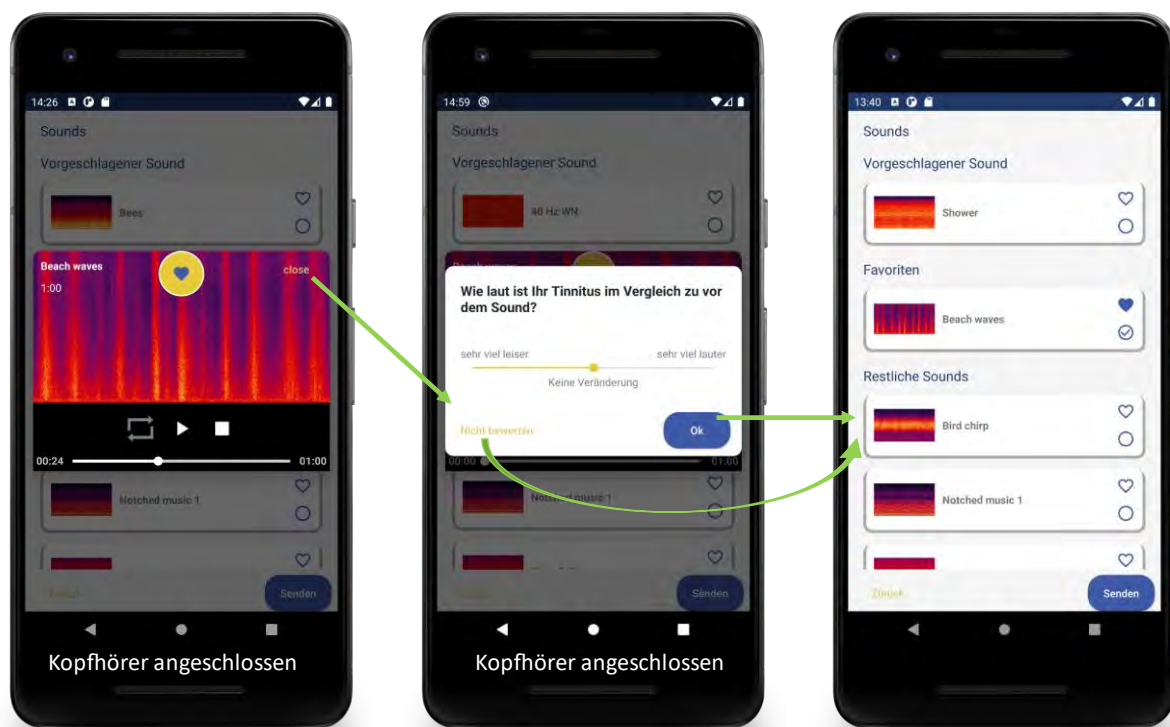 14:26
Sounds
Vorgeschlagener Sound
Bees
Beach waves
close
1:00
00:24
01:00
Notched music 1
Zurück
Senden
Kopfhörer angeschlossen
14:59
Sounds
Vorgeschlagener Sound
40 Hz WN
Wie laut ist Ihr Tinnitus im Vergleich zu vor
dem Sound?
sehr viel leiser
sehr viel lauter
Keine Veränderung
Nicht bewerten
Ok
00:00
01:00
Notched music 1
Senden
Kopfhörer angeschlossen
13:40
Sounds
Vorgeschlagener Sound
Shower
Favoriten
Beach waves
Restliche Sounds
Bird chirp
Notched music 1
Zurück
Senden